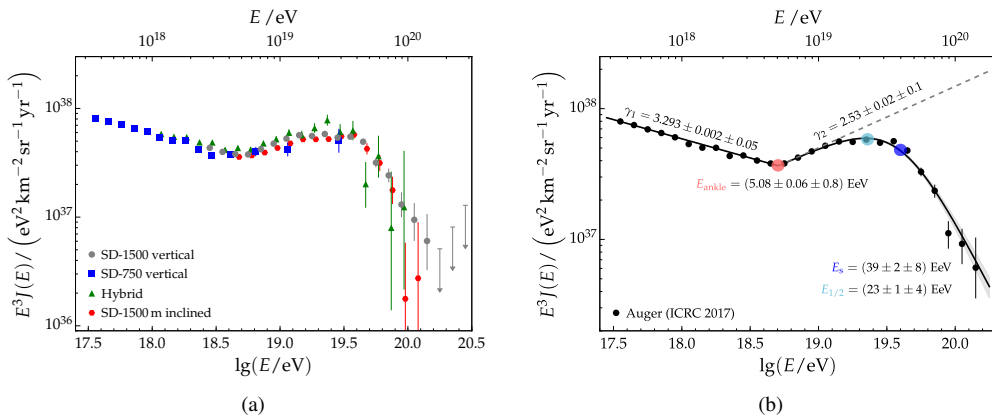 E /eV
10^18 10^19 10^20
E^3 J(E)/ (eV^2 km^-2 sr^-1 yr^-1)
10^38
10^37
10^36
SD-1500 vertical
SD-750 vertical
Hybrid
SD-1500 m inclined
17.5 18.0 18.5 19.0 19.5 20.0 20.5
lg(E/eV)
(a)
E /eV
10^18 10^19 10^20
E^3 J(E)/ (eV^2 km^-2 sr^-1 yr^-1)
10^38
10^37
γ_1 = 3.293 ± 0.002 ± 0.05
γ_2 = 2.53 ± 0.02 ± 0.1
E_ankle = (5.08 ± 0.06 ± 0.8) EeV
E_s = (39 ± 2 ± 8) EeV
E_1/2 = (23 ± 1 ± 4) EeV
Auger (ICRC 2017)
17.5 18.0 18.5 19.0 19.5 20.0
lg(E/eV)
(b)